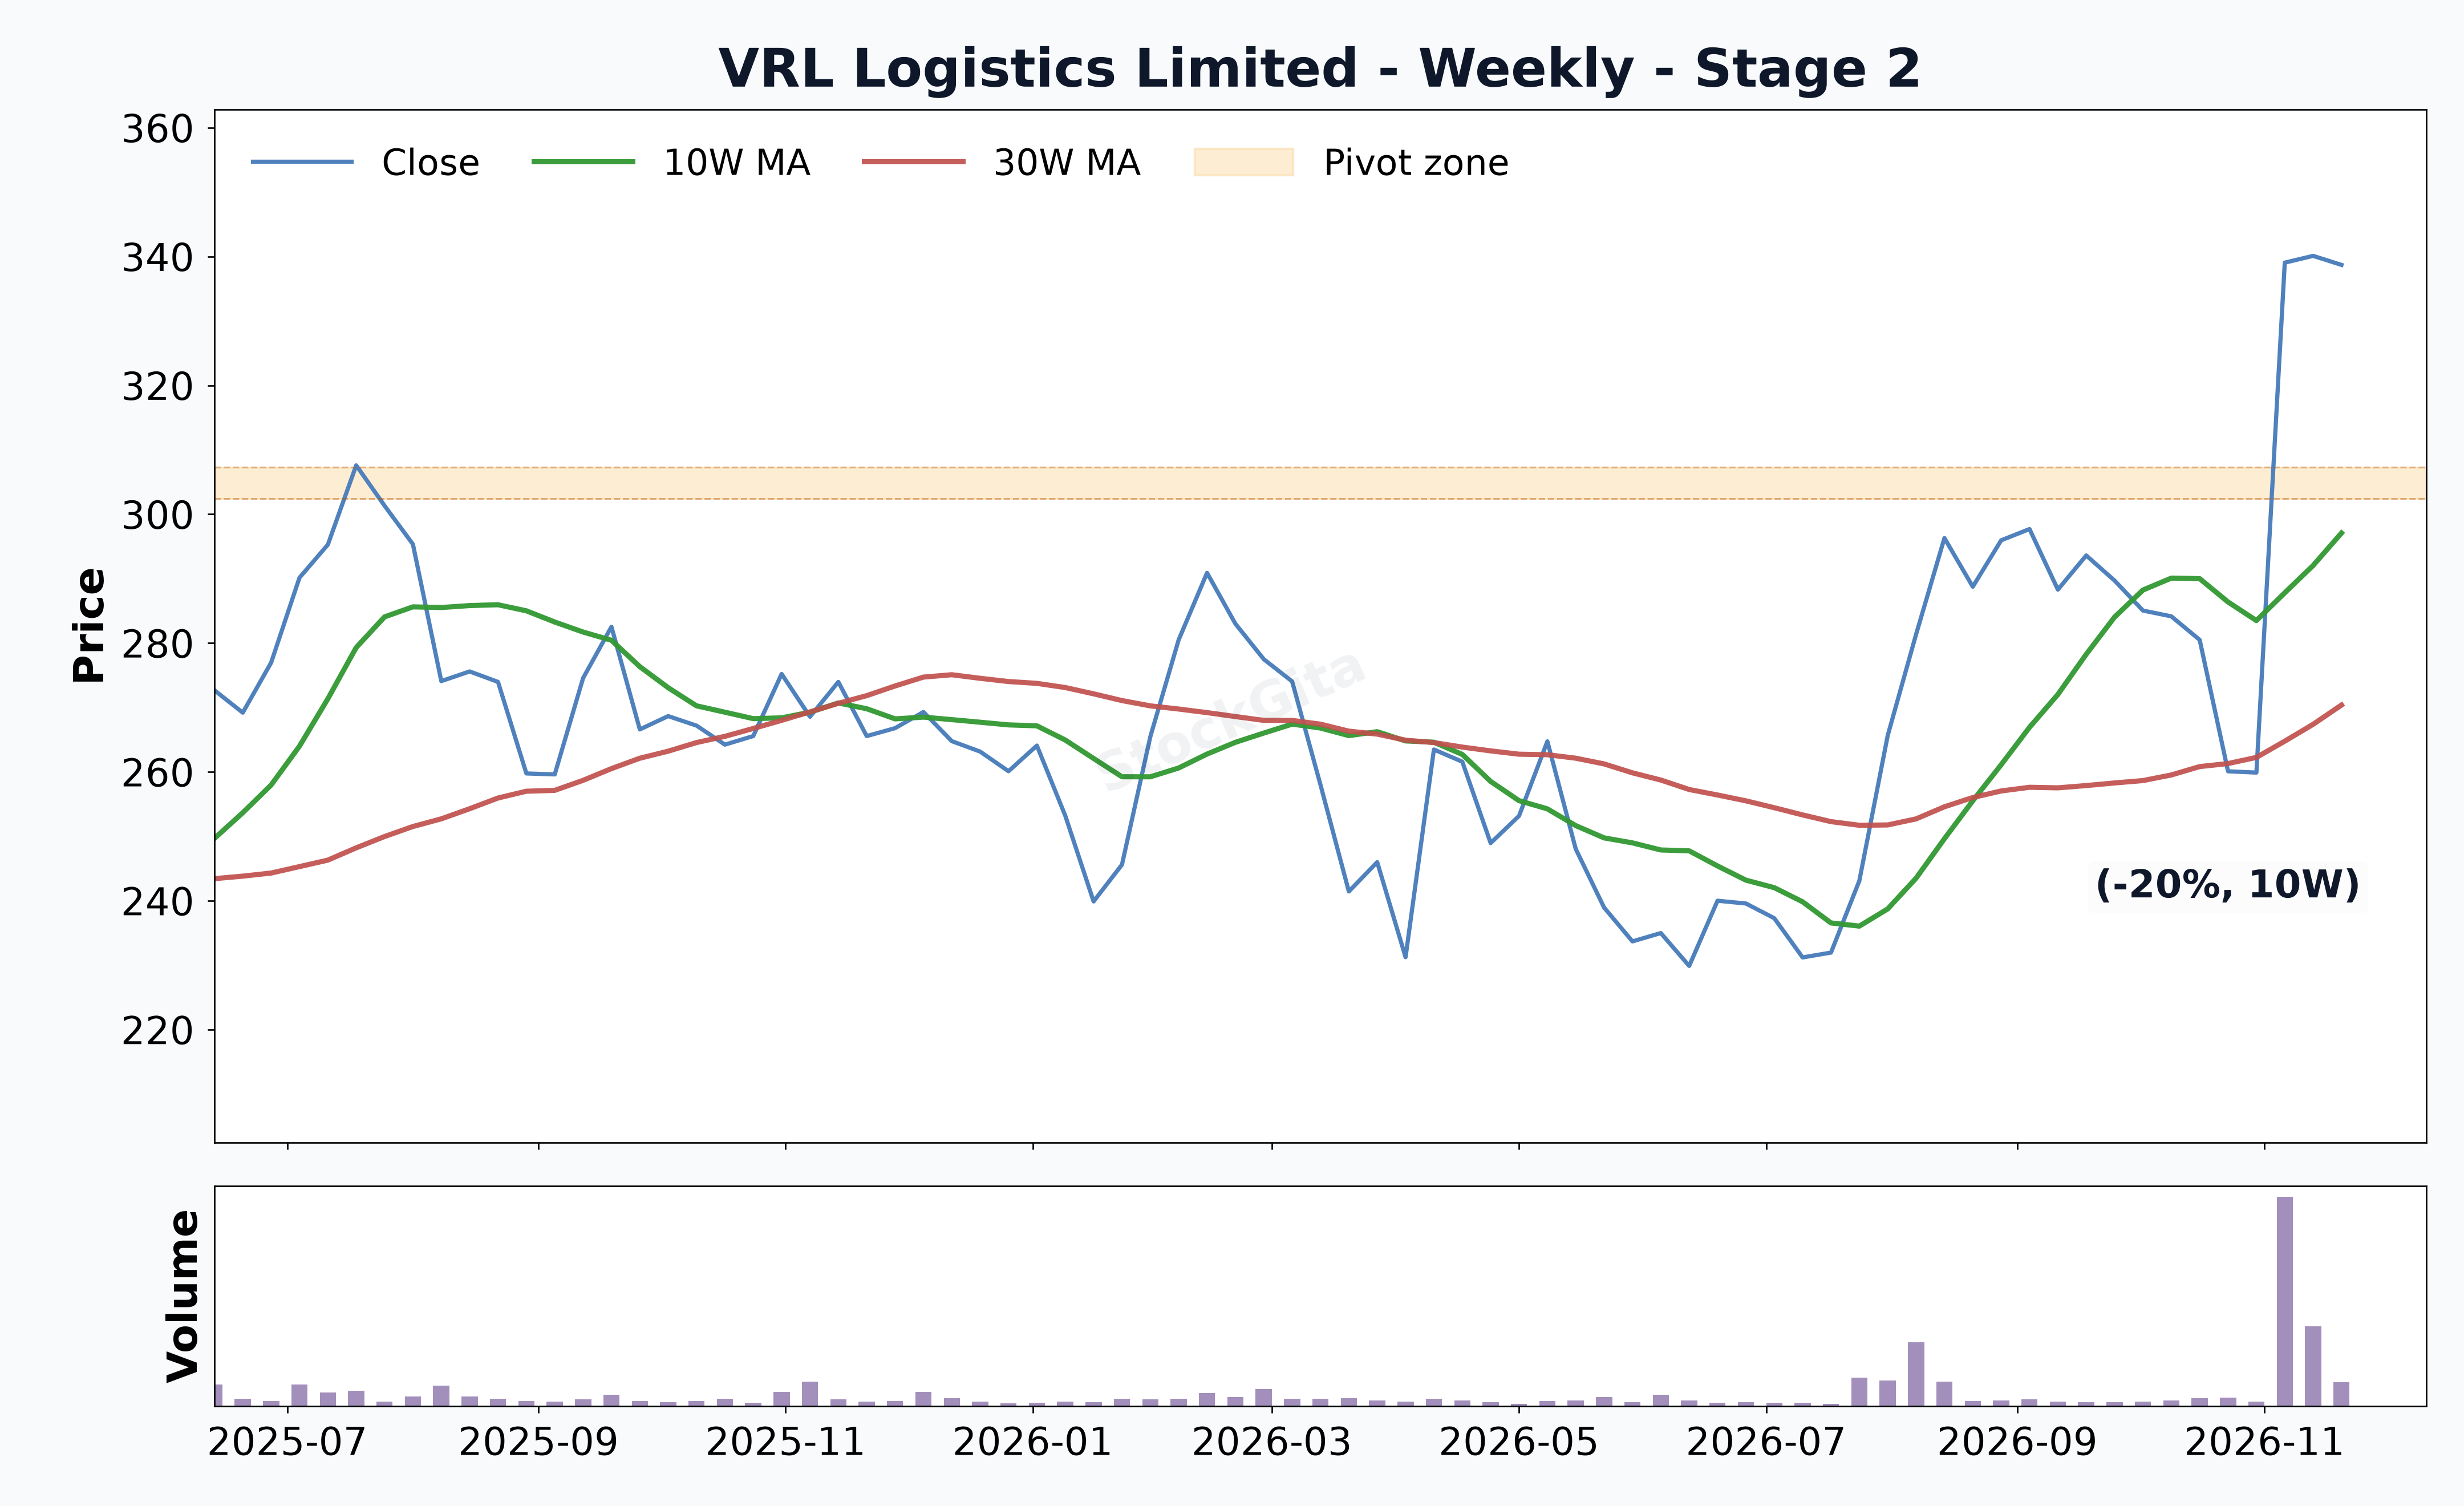 VRL Logistics Limited - Weekly - Stage 2
Close 10W MA 30W MA Pivot zone
360
340
320
300
280
260
240
220
Price
StockGita
(-20%, 10W)
Volume
2025-07 2025-09 2025-11 2026-01 2026-03 2026-05 2026-07 2026-09 2026-11